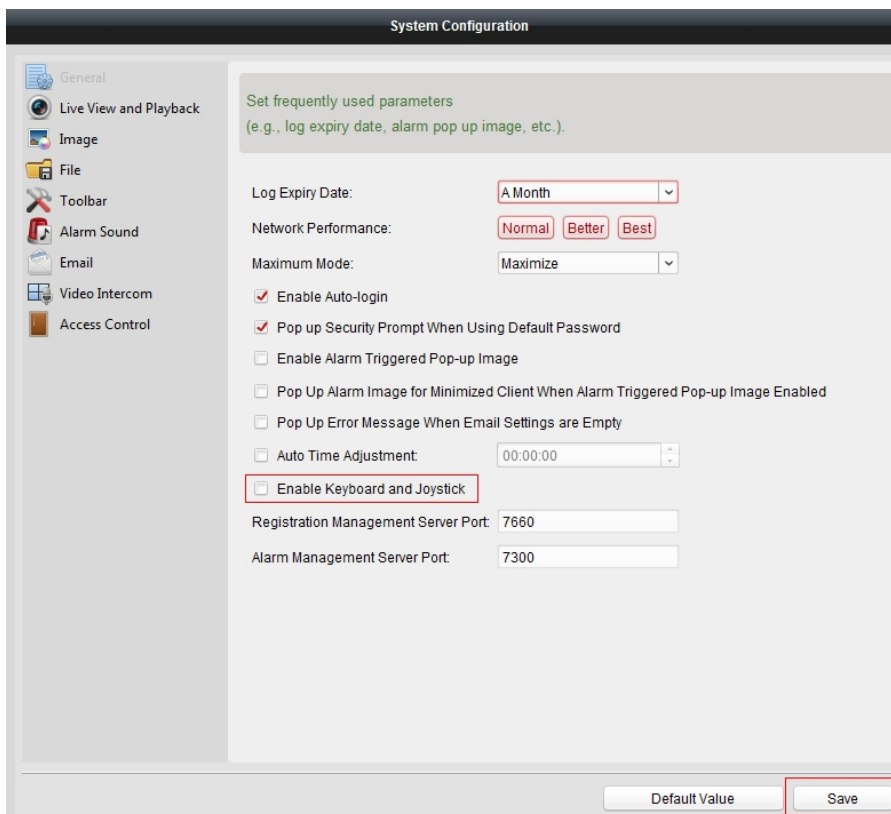 System Configuration
General
Live View and Playback
Image
File
Toolbar
Alarm Sound
Email
Video Intercom
Access Control
Set frequently used parameters
(e.g., log expiry date, alarm pop up image, etc.).
Log Expiry Date: A Month
Network Performance: Normal Better Best
Maximum Mode: Maximize
Enable Auto-login
Pop up Security Prompt When Using Default Password
Enable Alarm Triggered Pop-up Image
Pop Up Alarm Image for Minimized Client When Alarm Triggered Pop-up Image Enabled
Pop Up Error Message When Email Settings are Empty
Auto Time Adjustment: 00:00:00
Enable Keyboard and Joystick
Registration Management Server Port: 7660
Alarm Management Server Port: 7300
Default Value Save